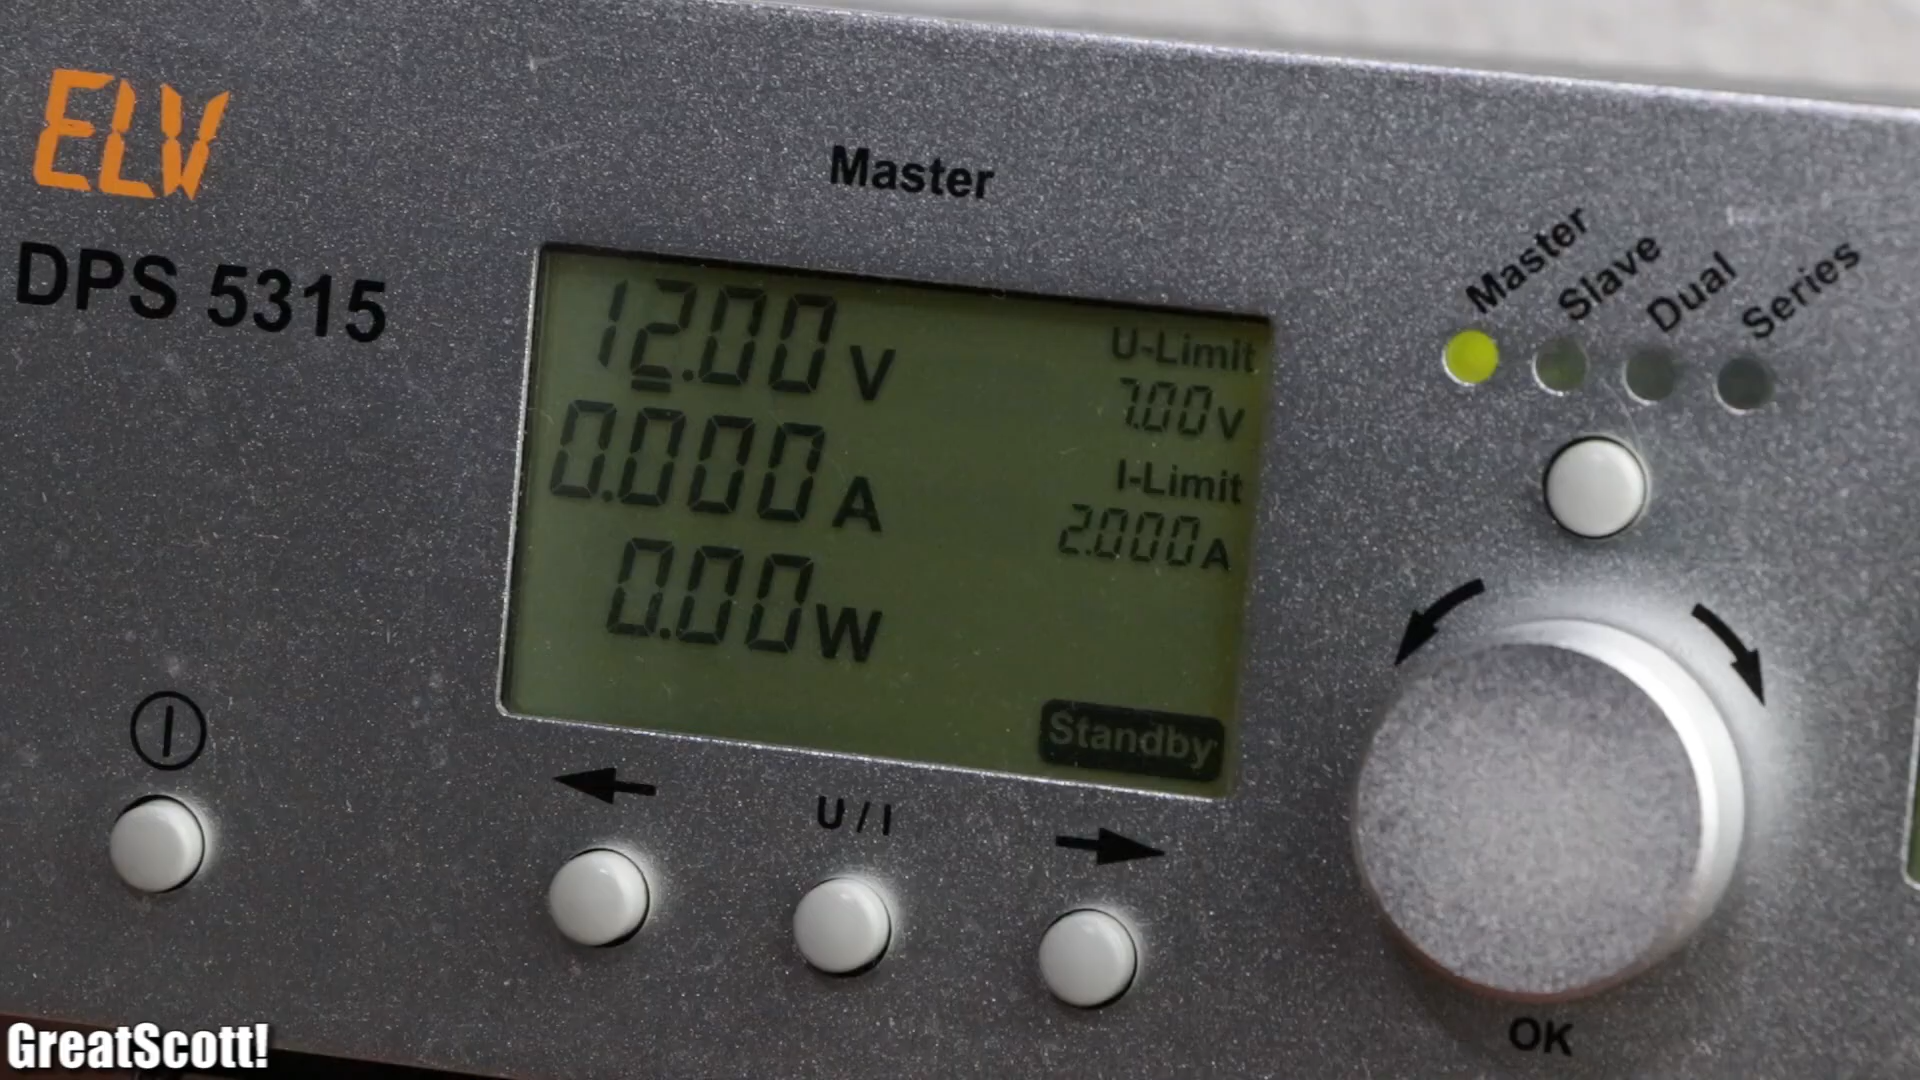 ELV
DPS 5315
Master
12.00 V
0.000 A
0.00 W
U-Limit
7.00 V
I-Limit
2.000 A
Standby
Master
Slave
Dual
Series
U / I
OK
GreatScott!